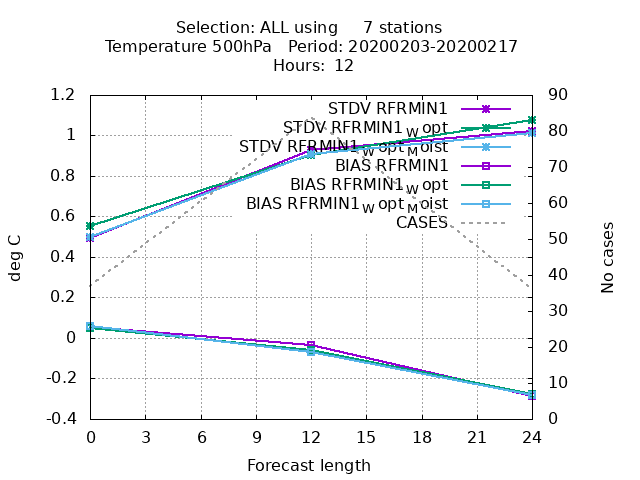 Selection: ALL using 7 stations
Temperature 500hPa Period: 20200203-20200217
Hours: 12
1.2
1
0.8
0.6
0.4
0.2
0
-0.2
-0.4
deg C
STDV RFRMIN1
STDV RFRMIN1_W opt
STDV RFRMIN1_W opt_M oist
BIAS RFRMIN1
BIAS RFRMIN1_W opt
BIAS RFRMIN1_W opt_M oist
CASES
90
80
70
60
50
40
30
20
10
0
No cases
0 3 6 9 12 15 18 21 24
Forecast length